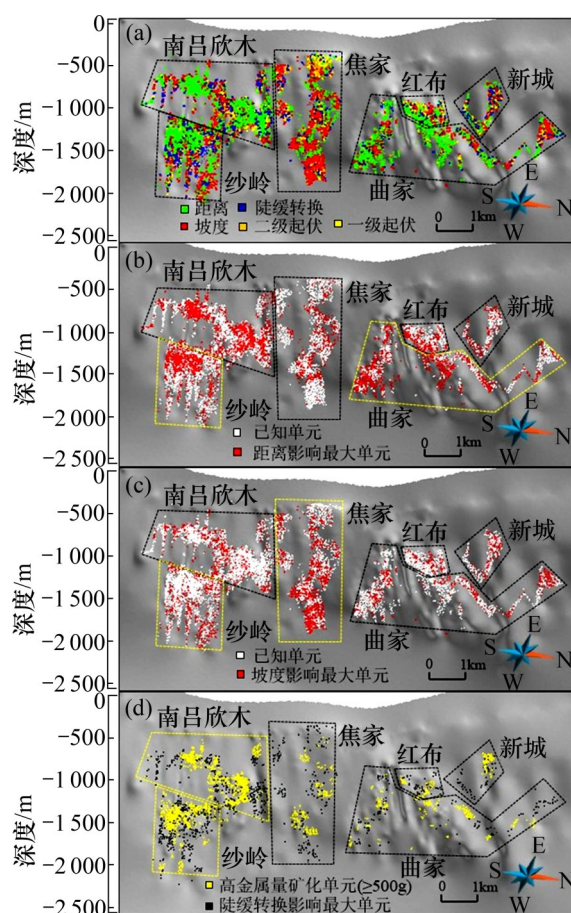 (a)
南吕欣木
焦家
红布
新城
纱岭
曲家
0
−500
−1 000
−1 500
−2 000
−2 500
深度/m
距离
陡缓转换
坡度
二级起伏
一级起伏
0 1km
S
E
N
W
(b)
南吕欣木
焦家
红布
新城
纱岭
曲家
0
−500
−1 000
−1 500
−2 000
−2 500
深度/m
已知单元
距离影响最大单元
0 1km
S
E
N
W
(c)
南吕欣木
焦家
红布
新城
纱岭
曲家
0
−500
−1 000
−1 500
−2 000
−2 500
深度/m
已知单元
坡度影响最大单元
0 1km
S
E
N
W
(d)
南吕欣木
焦家
红布
新城
纱岭
曲家
0
−500
−1 000
−1 500
−2 000
−2 500
深度/m
高金属量矿化单元(≥500g)
陡缓转换影响最大单元
0 1km
S
E
N
W